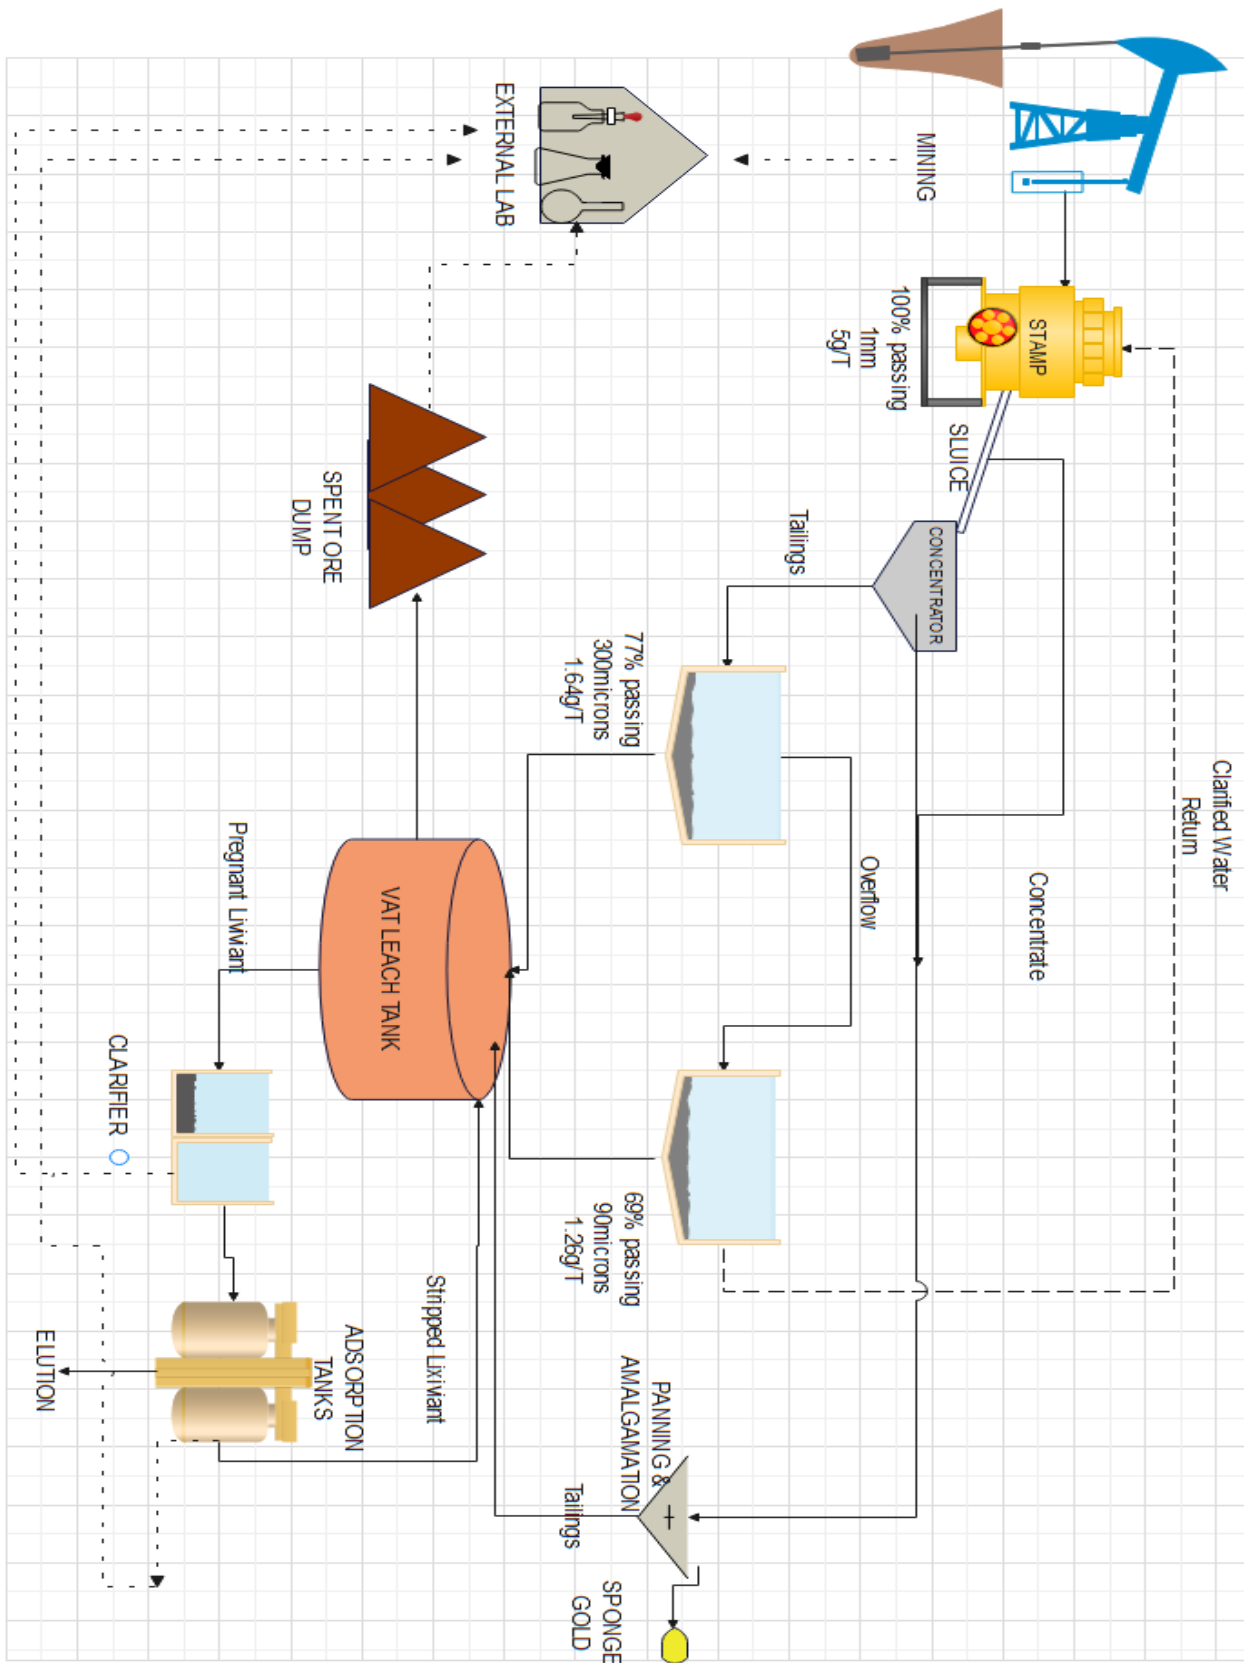 MINING
EXTERNAL LAB
STAMP
100% passing
1mm
5g/T
SLUICE
CONCENTRATOR
Tailings
SPENT ORE
DUMP
77% passing
300microns
1.64g/T
Clarified Water
Return
Concentrate
Overflow
VAT LEACH TANK
Pregnant Liviant
CLARIFIER
69% passing
90microns
1.26g/T
Stripped Lixiviant
ADSORPTION
TANKS
ELUTION
PANNING &
AMALGAMATION
Tailings
SPONGE
GOLD